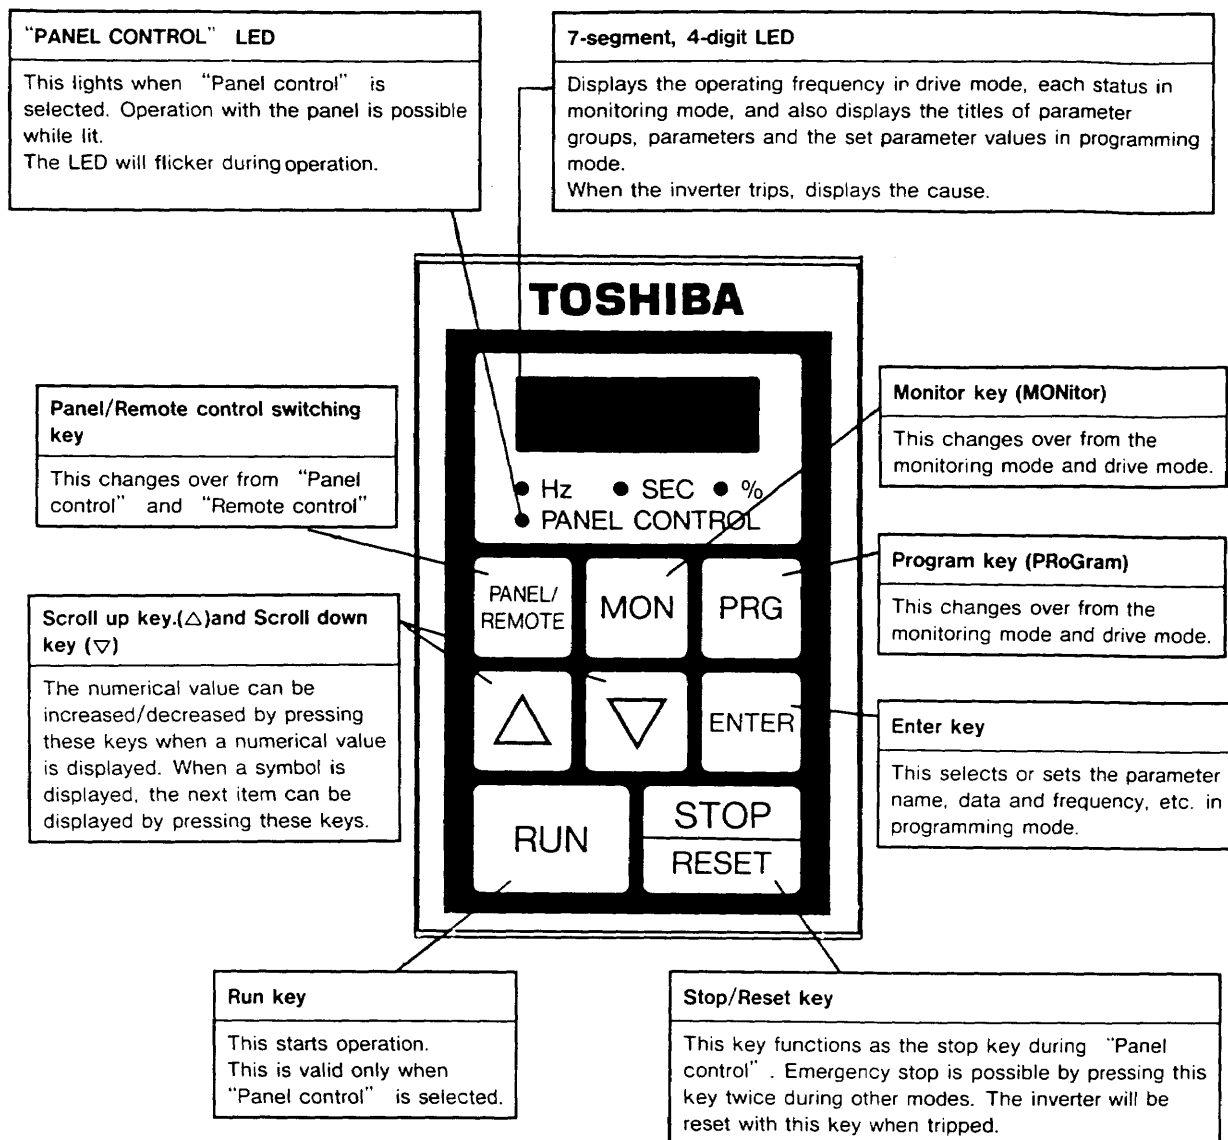 “PANEL CONTROL” LED
This lights when “Panel control” is
selected. Operation with the panel is possible
while lit.
The LED will flicker during operation.
7-segment, 4-digit LED
Displays the operating frequency in drive mode, each status in
monitoring mode, and also displays the titles of parameter
groups, parameters and the set parameter values in programming
mode.
When the inverter trips, displays the cause.
TOSHIBA
Hz SEC %
PANEL CONTROL
PANEL/
REMOTE
MON
PRG
△
▽
ENTER
RUN
STOP
RESET
Panel/Remote control switching
key
This changes over from “Panel
control” and “Remote control”
Scroll up key.(△)and Scroll down
key (▽)
The numerical value can be
increased/decreased by pressing
these keys when a numerical value
is displayed. When a symbol is
displayed, the next item can be
displayed by pressing these keys.
Monitor key (MONitor)
This changes over from the
monitoring mode and drive mode.
Program key (PRoGram)
This changes over from the
monitoring mode and drive mode.
Enter key
This selects or sets the parameter
name, data and frequency, etc. in
programming mode.
Run key
This starts operation.
This is valid only when
“Panel control” is selected.
Stop/Reset key
This key functions as the stop key during “Panel
control” . Emergency stop is possible by pressing this
key twice during other modes. The inverter will be
reset with this key when tripped.